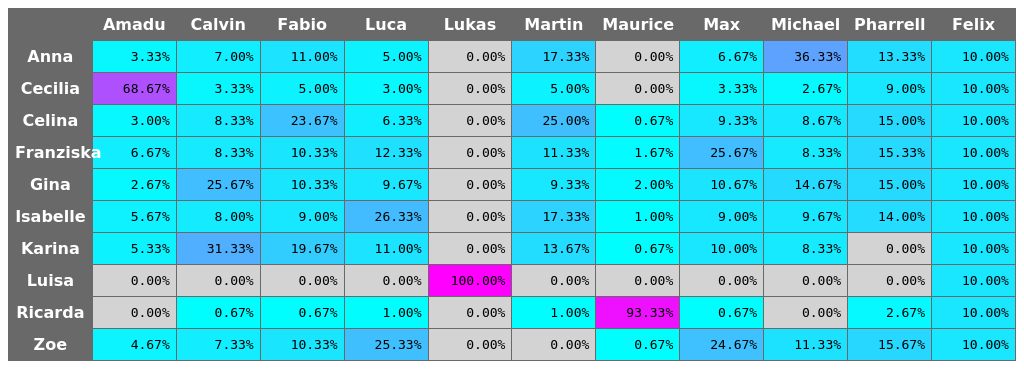 Amadu Calvin Fabio Luca Lukas Martin Maurice Max Michael Pharrell Felix
Anna 3.33% 7.00% 11.00% 5.00% 0.00% 17.33% 0.00% 6.67% 36.33% 13.33% 10.00%
Cecilia 68.67% 3.33% 5.00% 3.00% 0.00% 5.00% 0.00% 3.33% 2.67% 9.00% 10.00%
Celina 3.00% 8.33% 23.67% 6.33% 0.00% 25.00% 0.67% 9.33% 8.67% 15.00% 10.00%
Franziska 6.67% 8.33% 10.33% 12.33% 0.00% 11.33% 1.67% 25.67% 8.33% 15.33% 10.00%
Gina 2.67% 25.67% 10.33% 9.67% 0.00% 9.33% 2.00% 10.67% 14.67% 15.00% 10.00%
Isabelle 5.67% 8.00% 9.00% 26.33% 0.00% 17.33% 1.00% 9.00% 9.67% 14.00% 10.00%
Karina 5.33% 31.33% 19.67% 11.00% 0.00% 13.67% 0.67% 10.00% 8.33% 0.00% 10.00%
Luisa 0.00% 0.00% 0.00% 0.00% 100.00% 0.00% 0.00% 0.00% 0.00% 0.00% 10.00%
Ricarda 0.00% 0.67% 0.67% 1.00% 0.00% 1.00% 93.33% 0.67% 0.00% 2.67% 10.00%
Zoe 4.67% 7.33% 10.33% 25.33% 0.00% 0.00% 0.67% 24.67% 11.33% 15.67% 10.00%